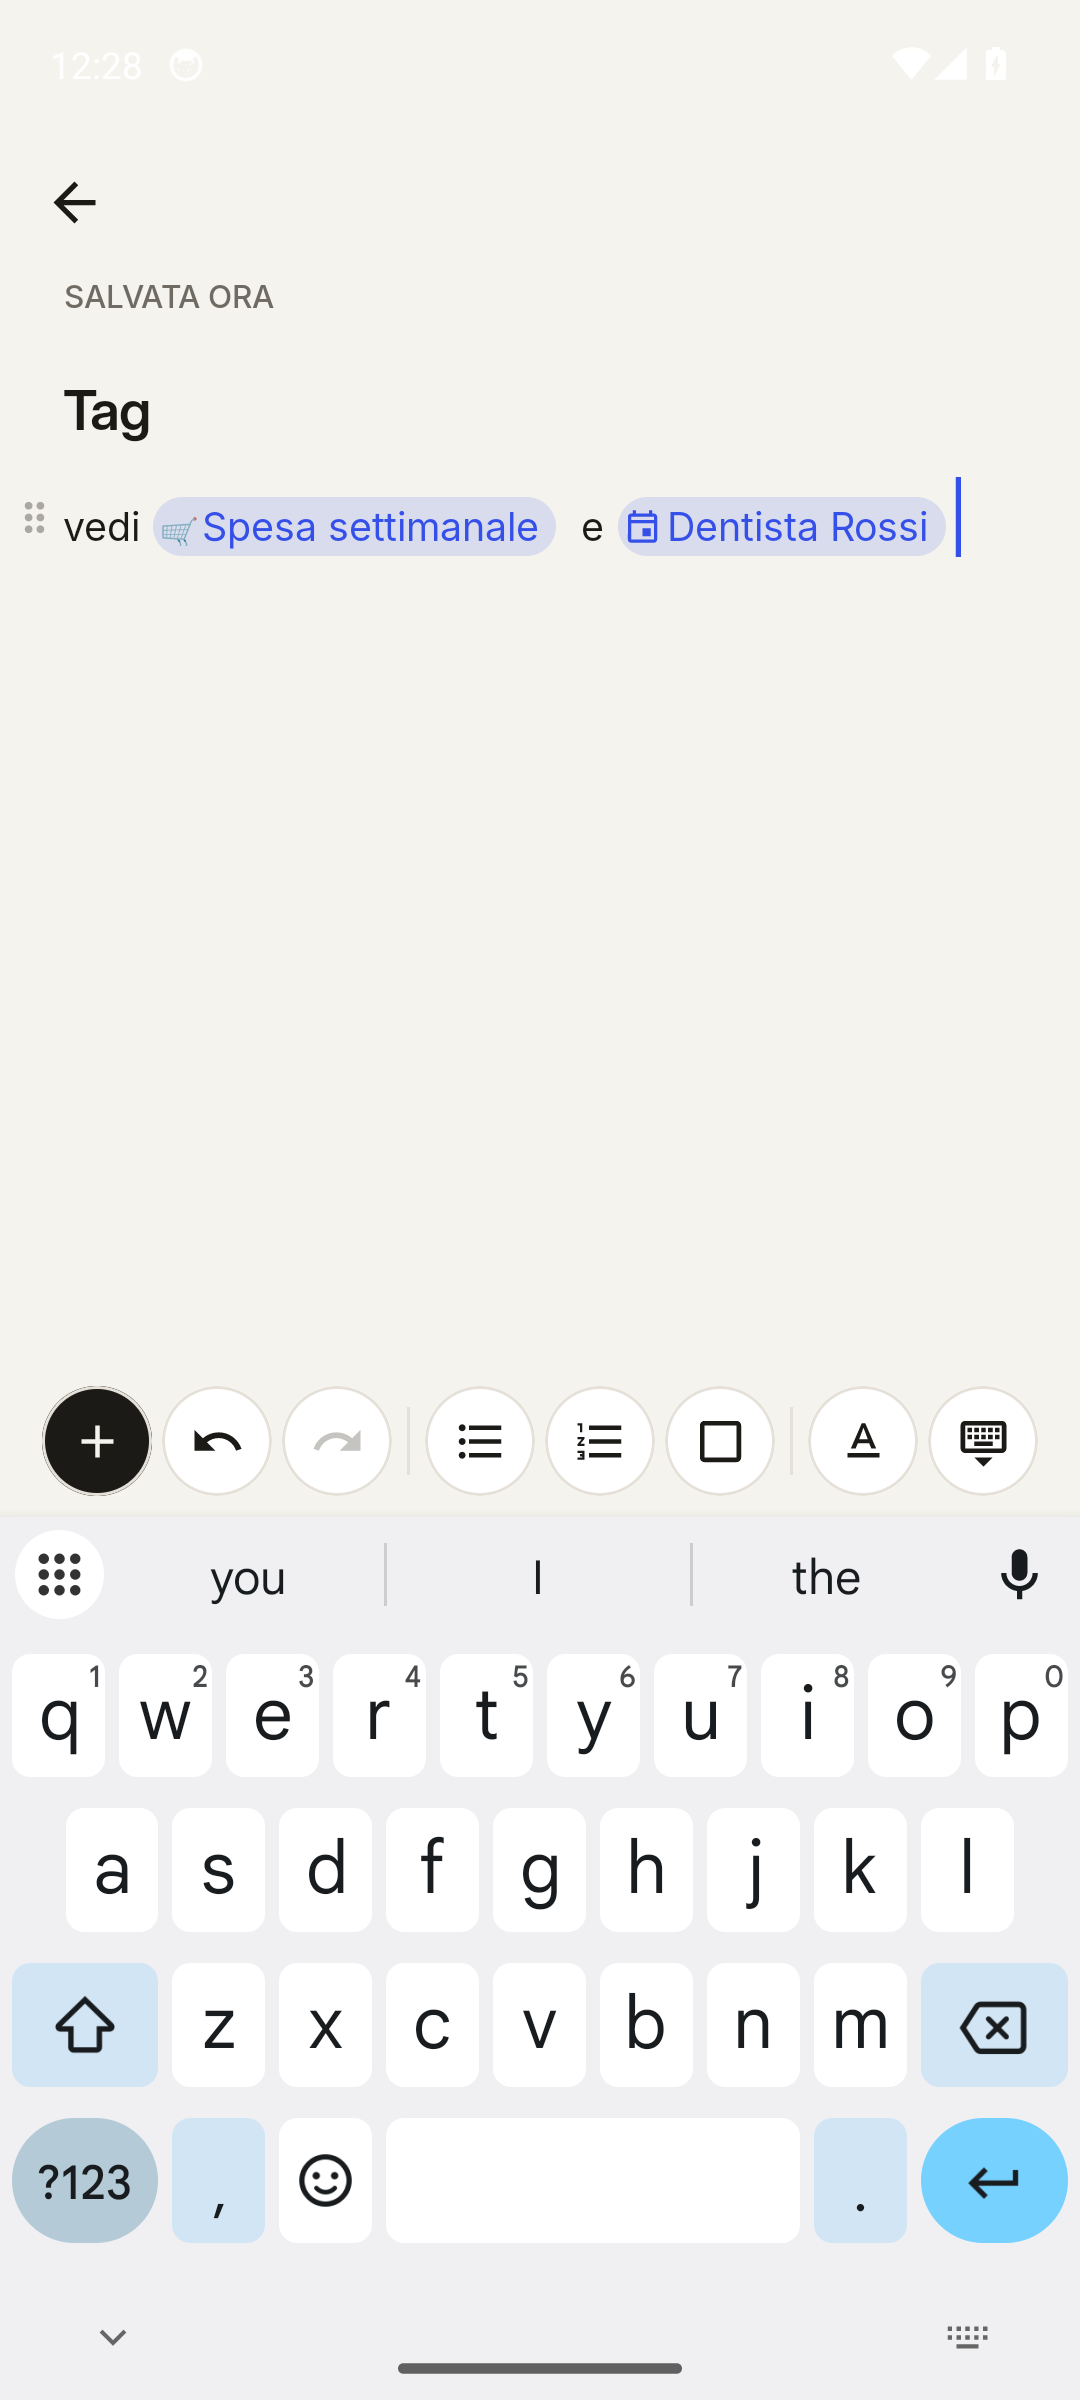 12:28
SALVATA ORA
Tag
vedi 🛒Spesa settimanale e Dentista Rossi
you I the
q1 w2 e3 r4 t5 y6 u7 i8 o9 p0
a s d f g h j k l
z x c v b n m
?123 , .